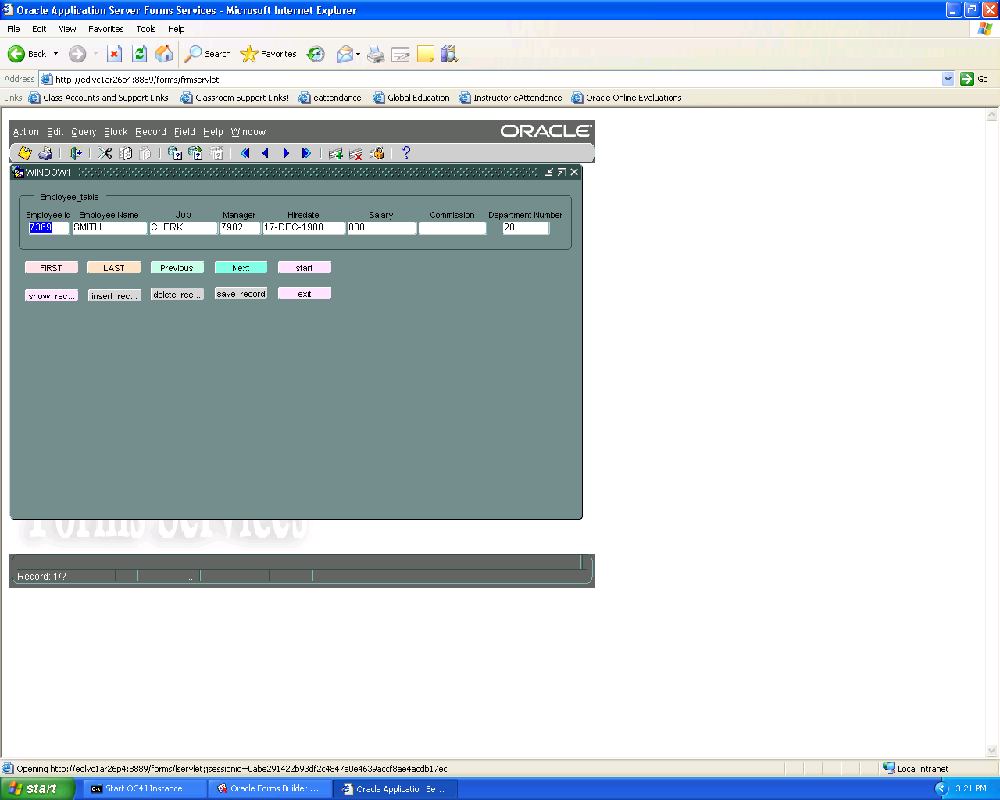 Oracle Application Server Forms Services - Microsoft Internet Explorer
File Edit View Favorites Tools Help
Back Search Favorites
Address http://edlvc1ar26p4:8889/forms/frmservlet Go
Links Class Accounts and Support Links! Classroom Support Links! eattendance Global Education Instructor eAttendance Oracle Online Evaluations
Action Edit Query Block Record Field Help Window ORACLE
WINDOW1
Employee_table
Employee id Employee Name Job Manager Hiredate Salary Commission Department Number
7369 SMITH CLERK 7902 17-DEC-1980 800 20
FIRST LAST Previous Next start
show rec... insert rec... delete rec... save record exit
Forms Services
Record: 1/? ...
Opening http://edlvc1ar26p4:8889/forms/lservlet;jsessionid=0abe291422b93df2c4847e0e4639accf8ae4acdb17ec Local intranet
start Start OC4J Instance Oracle Forms Builder ... Oracle Application Se... 3:21 PM